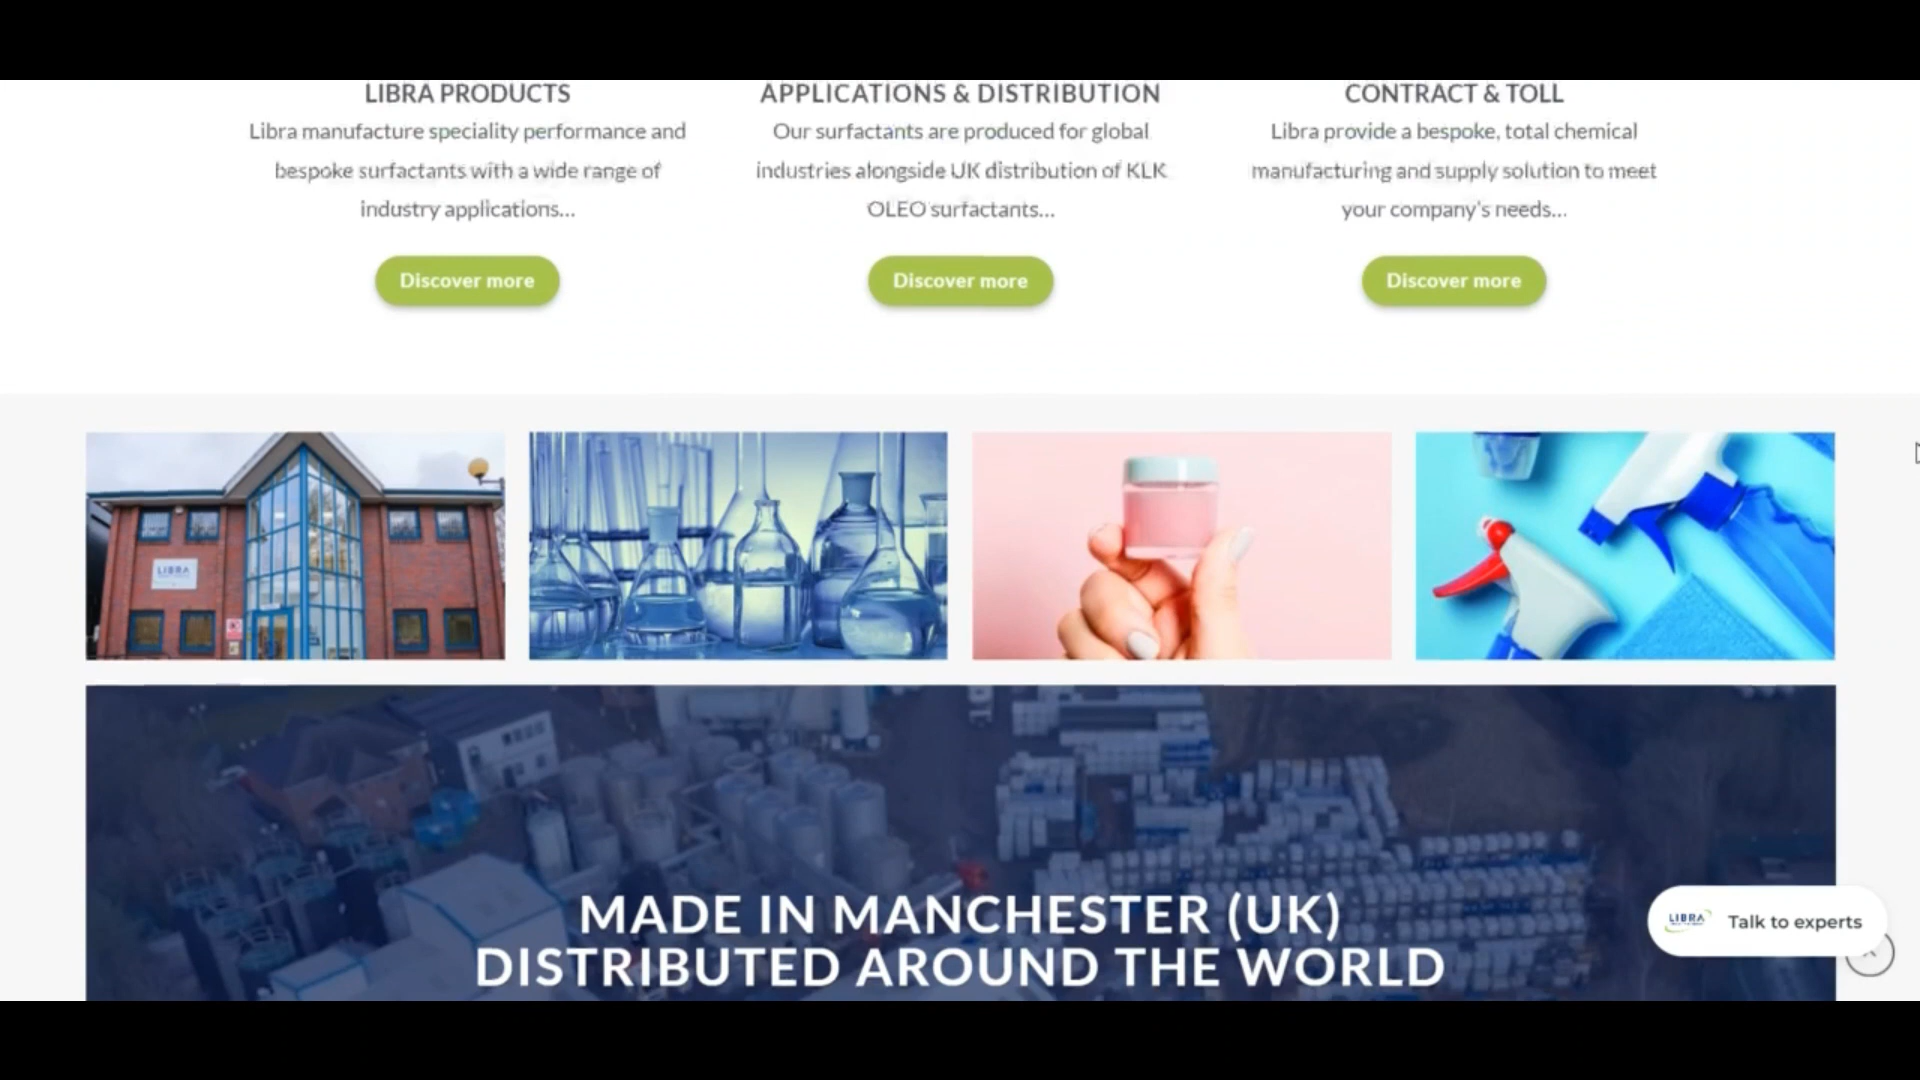 LIBRA PRODUCTS
Libra manufacture speciality performance and
bespoke surfactants with a wide range of
industry applications...
Discover more
APPLICATIONS & DISTRIBUTION
Our surfactants are produced for global
industries alongside UK distribution of KLK
OLEO surfactants...
Discover more
CONTRACT & TOLL
Libra provide a bespoke, total chemical
manufacturing and supply solution to meet
your company's needs...
Discover more
LIBRA
MADE IN MANCHESTER (UK)
DISTRIBUTED AROUND THE WORLD
LIBRA
Talk to experts